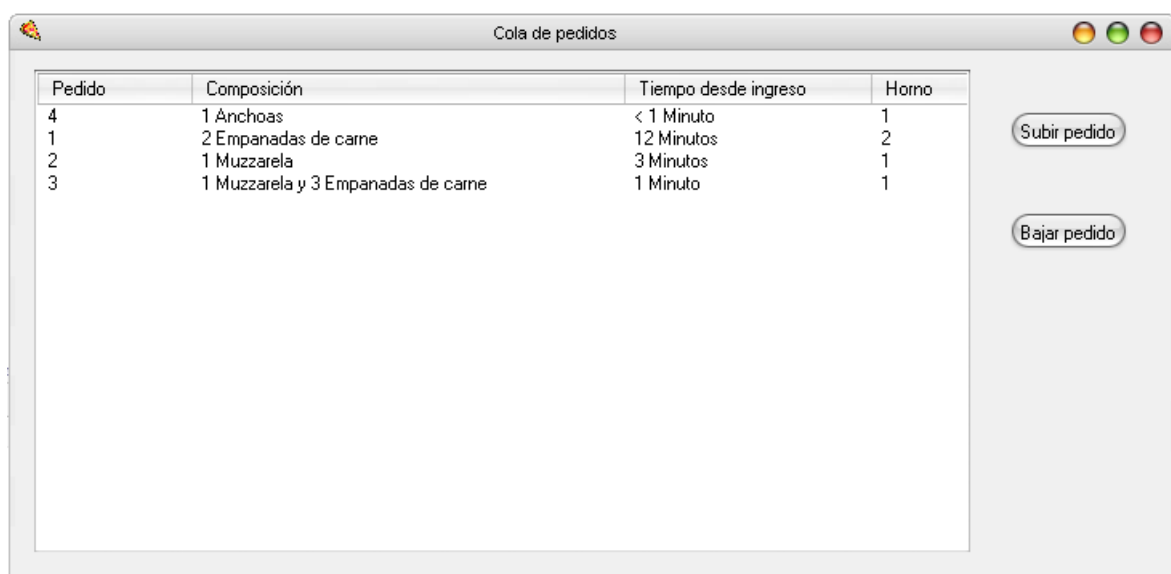 Cola de pedidos
Pedido Composición Tiempo desde ingreso Horno
4 1 Anchoas < 1 Minuto 1
1 2 Empanadas de carne 12 Minutos 2
2 1 Muzzarela 3 Minutos 1
3 1 Muzzarela y 3 Empanadas de carne 1 Minuto 1
Subir pedido
Bajar pedido